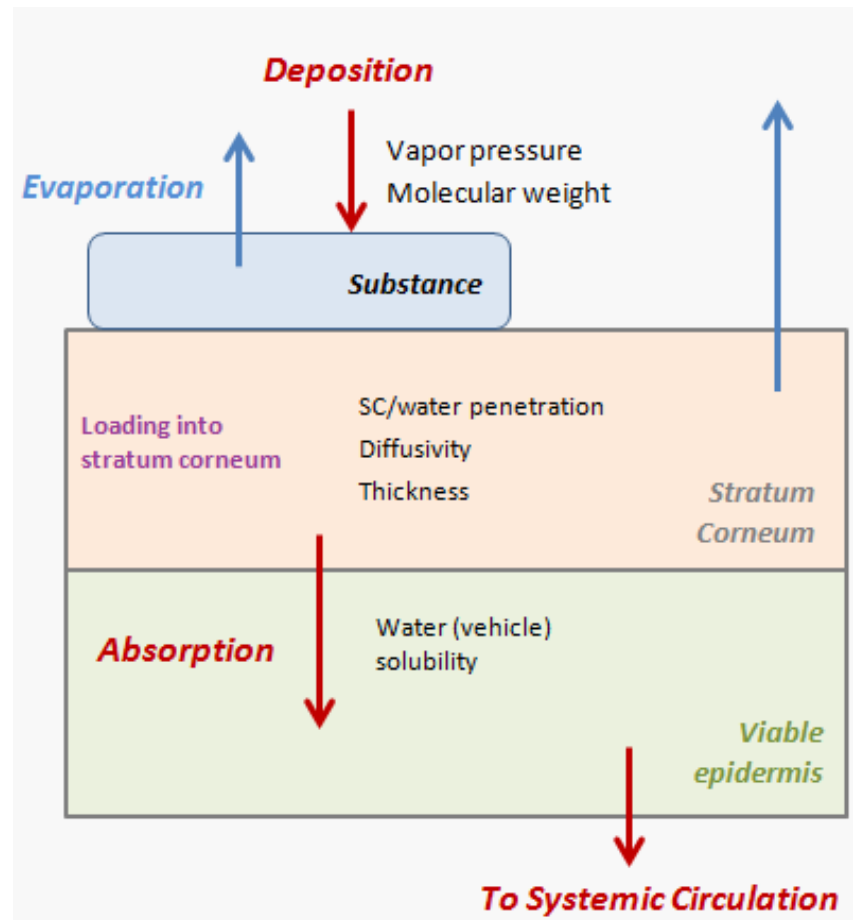 Deposition
Vapor pressure
Molecular weight
Evaporation
Substance
Loading into
stratum corneum
SC/water penetration
Diffusivity
Thickness
Stratum
Corneum
Absorption
Water (vehicle)
solubility
Viable
epidermis
To Systemic Circulation